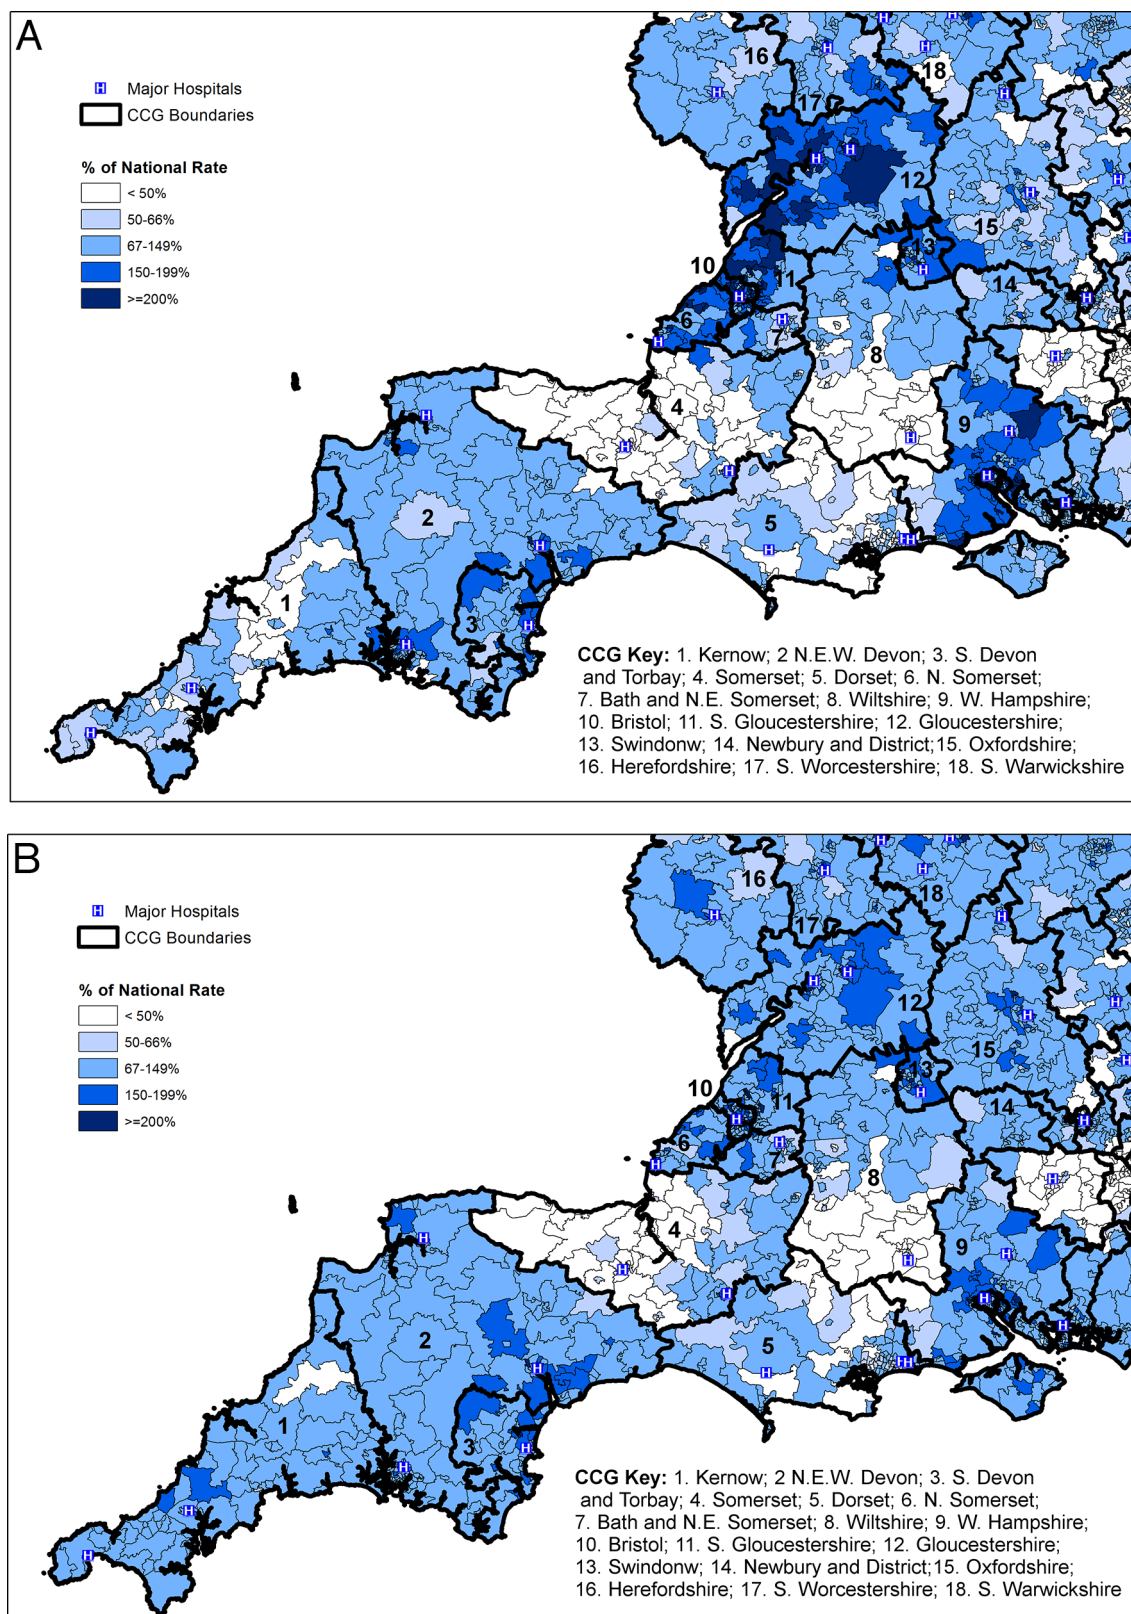 A
Major Hospitals
CCG Boundaries
% of National Rate
< 50%
50-66%
67-149%
150-199%
>=200%
16
18
17
12
15
13
10
11
14
6
7
8
4
9
5
2
1
3
CCG Key: 1. Kernow; 2 N.E.W. Devon; 3. S. Devon
and Torbay; 4. Somerset; 5. Dorset; 6. N. Somerset;
7. Bath and N.E. Somerset; 8. Wiltshire; 9. W. Hampshire;
10. Bristol; 11. S. Gloucestershire; 12. Gloucestershire;
13. Swindonw; 14. Newbury and District;15. Oxfordshire;
16. Herefordshire; 17. S. Worcestershire; 18. S. Warwickshire
B
Major Hospitals
CCG Boundaries
% of National Rate
< 50%
50-66%
67-149%
150-199%
>=200%
16
18
17
12
15
13
10
11
14
6
7
8
4
9
5
2
1
3
CCG Key: 1. Kernow; 2 N.E.W. Devon; 3. S. Devon
and Torbay; 4. Somerset; 5. Dorset; 6. N. Somerset;
7. Bath and N.E. Somerset; 8. Wiltshire; 9. W. Hampshire;
10. Bristol; 11. S. Gloucestershire; 12. Gloucestershire;
13. Swindonw; 14. Newbury and District;15. Oxfordshire;
16. Herefordshire; 17. S. Worcestershire; 18. S. Warwickshire